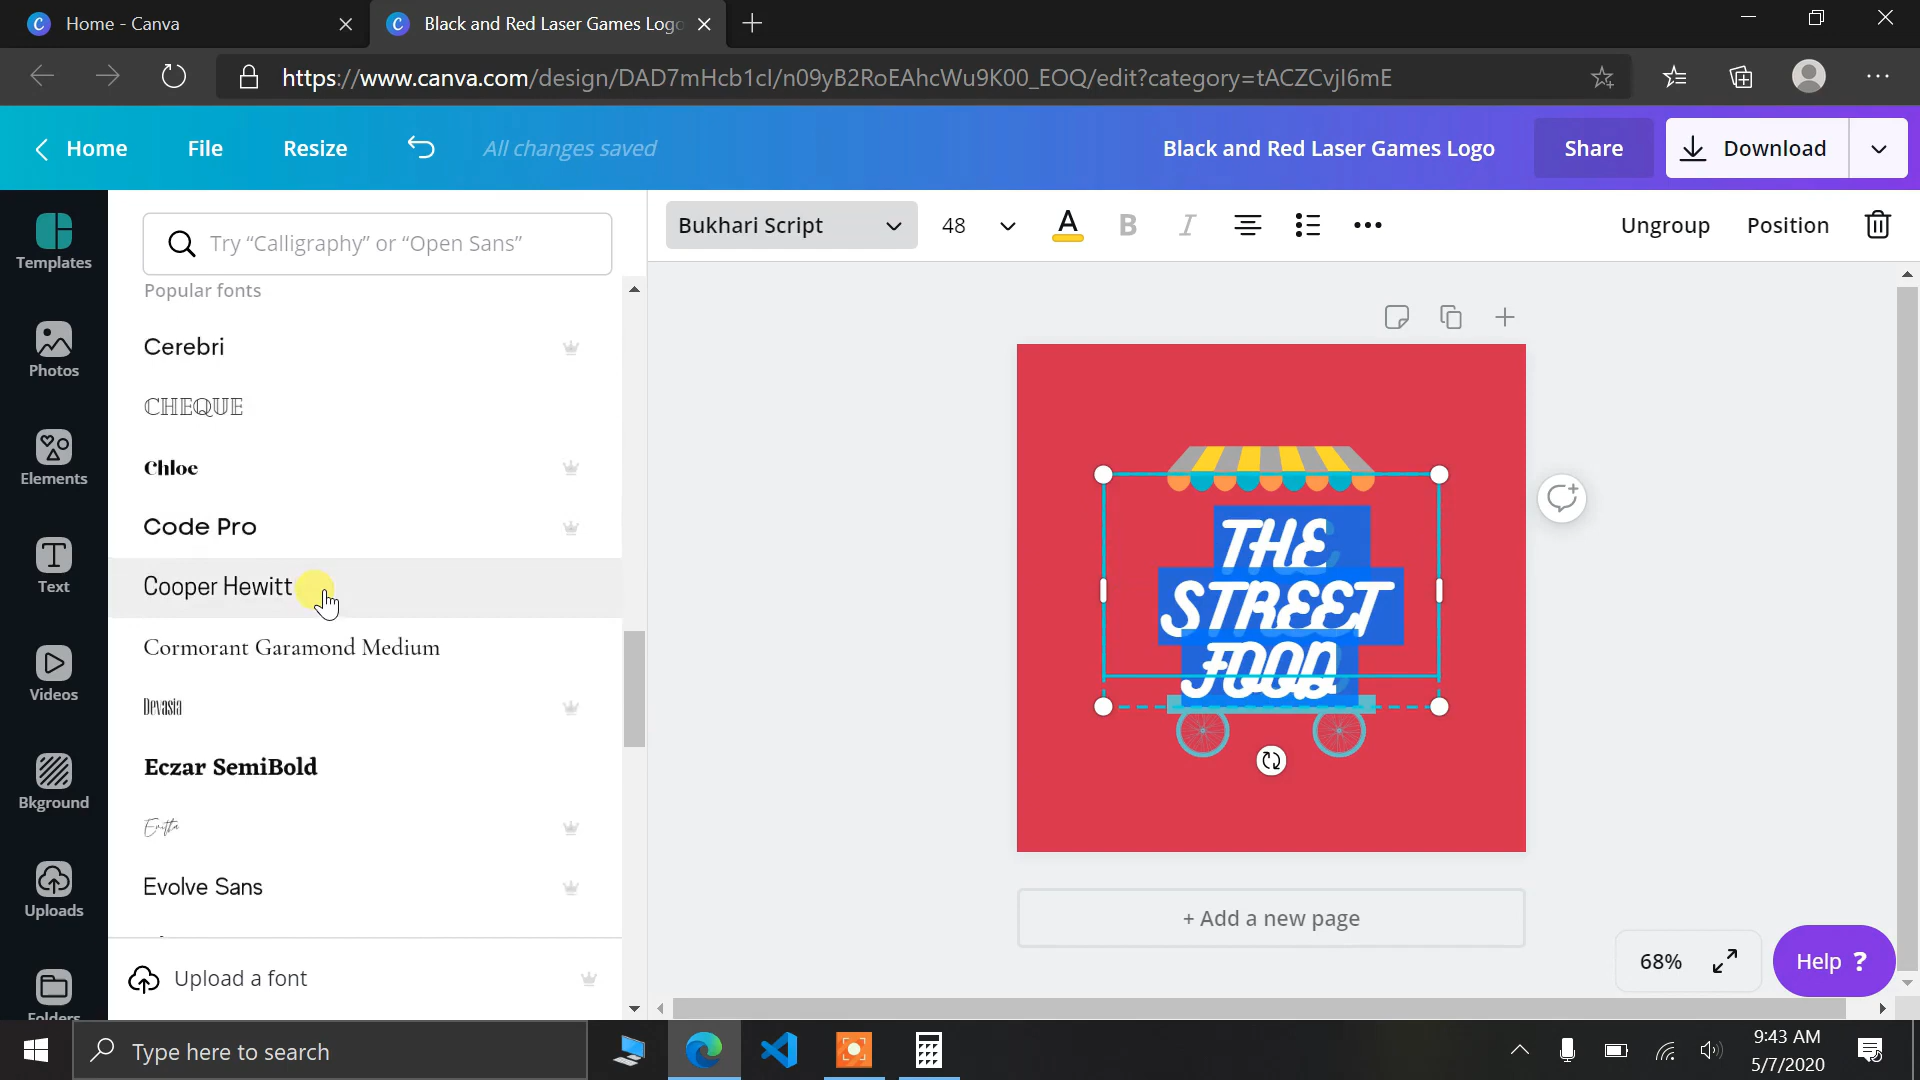 Home - Canva
Black and Red Laser Games Logo
https://www.canva.com/design/DAD7mHcb1cI/n09yB2RoEAhcWu9K00_EOQ/edit?category=tACZCvjI6mE
Home
File
Resize
All changes saved
Black and Red Laser Games Logo
Share
Download
Templates
Photos
Elements
Text
Videos
Bkground
Uploads
Folders
Try “Calligraphy” or “Open Sans”
Popular fonts
Cerebri
CHEQUE
Chloe
Code Pro
Cooper Hewitt
Cormorant Garamond Medium
Devasia
Eczar SemiBold
Evolve Sans
Upload a font
Bukhari Script
48
A
B
I
Ungroup
Position
THE
STREET
FOOD
+ Add a new page
68%
Help ?
Type here to search
9:43 AM
5/7/2020